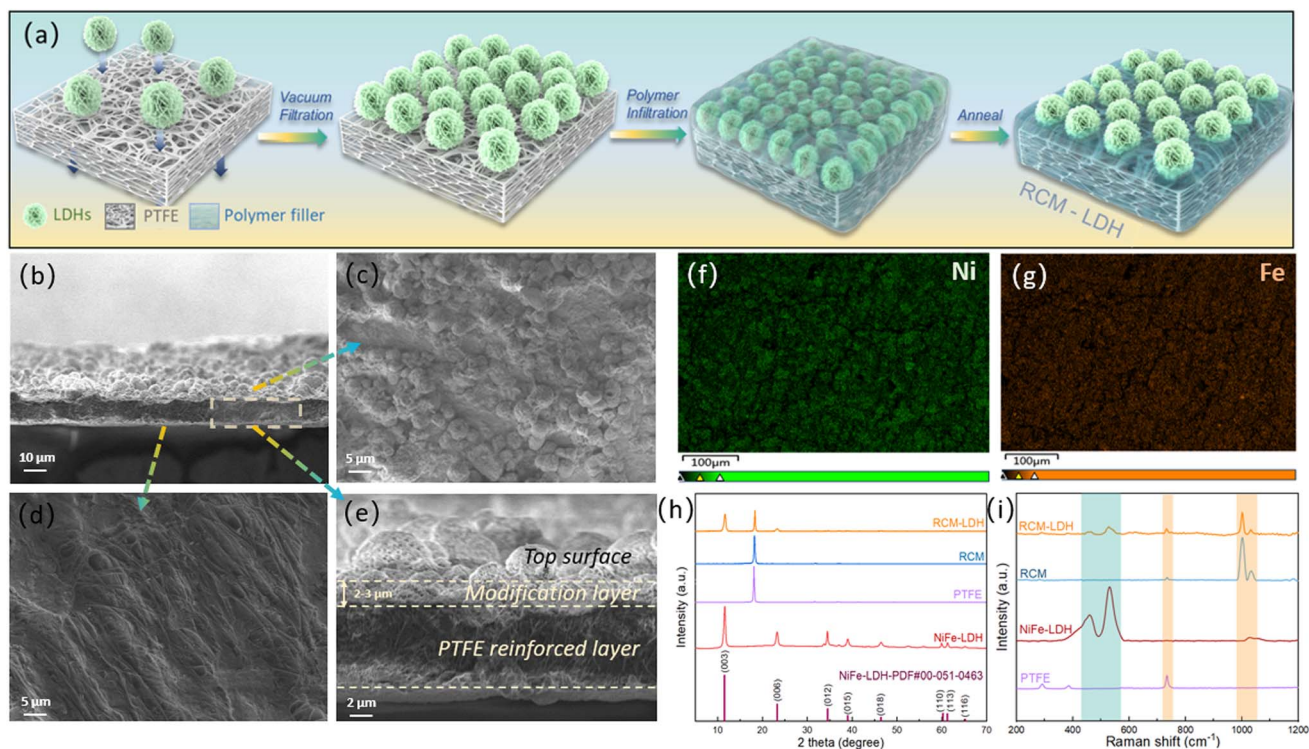 (a)
Vacuum
Filtration
Polymer
Infiltration
Anneal
LDHs
PTFE
Polymer filler
RCM - LDH
(b)
10 μm
(c)
5 μm
(d)
5 μm
(e)
Top surface
2-3 μm
Modification layer
PTFE reinforced layer
2 μm
(f)
Ni
100μm
(g)
Fe
100μm
(h)
RCM-LDH
RCM
PTFE
NiFe-LDH
NiFe-LDH-PDF#00-051-0463
(003)
(006)
(012)
(015)
(018)
(110)
(113)
(116)
Intensity (a.u.)
10 20 30 40 50 60 70
2 theta (degree)
(i)
RCM-LDH
RCM
NiFe-LDH
PTFE
Intensity (a.u.)
200 400 600 800 1000 1200
Raman shift (cm-1)